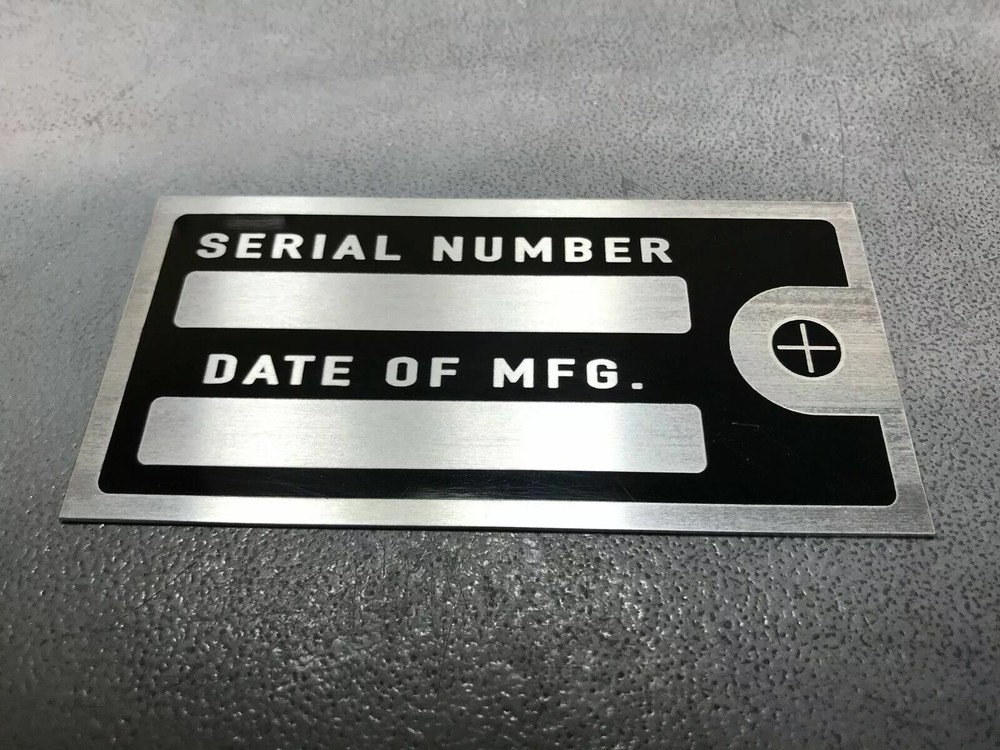 SERIAL NUMBER
DATE OF MFG.